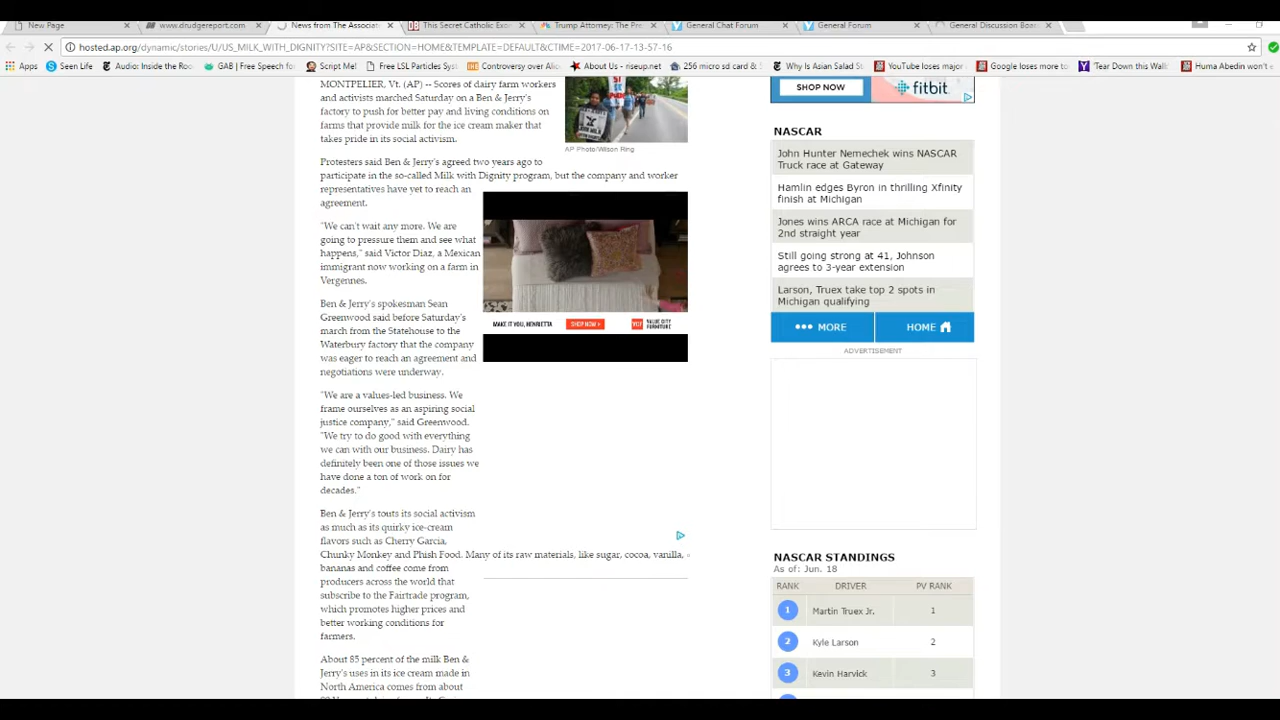 New Page
www.drudgereport.com
News from The Associat
This Secret Catholic Exo
Trump Attorney: The Pre
General Chat Forum
General Forum
General Discussion Boar
hosted.ap.org/dynamic/stories/U/US_MILK_WITH_DIGNITY?SITE=AP&SECTION=HOME&TEMPLATE=DEFAULT&CTIME=2017-06-17-13-57-16
Apps
Seen Life
Audio: Inside the Roo
GAB | Free Speech fo
Script Me!
Free LSL Particles Syst
Controversy over Alio
About Us - riseup.net
256 micro sd card & S
Why Is Asian Salad St
YouTube loses major
Google loses more to
'Tear Down this Wall'
Huma Abedin won't e
MONTPELIER, Vt. (AP) -- Scores of dairy farm workers
and activists marched Saturday on a Ben & Jerry's
factory to push for better pay and living conditions on
farms that provide milk for the ice cream maker that
takes pride in its social activism.
AP Photo/Wilson Ring
Protesters said Ben & Jerry's agreed two years ago to
participate in the so-called Milk with Dignity program, but the company and worker
representatives have yet to reach an
agreement.
"We can't wait any more. We are
going to pressure them and see what
happens," said Victor Diaz, a Mexican
immigrant now working on a farm in
Vergennes.
MAKE IT YOU, HENRIETTA
SHOP NOW
VCF VALUE CITY
FURNITURE
Ben & Jerry's spokesman Sean
Greenwood said before Saturday's
march from the Statehouse to the
Waterbury factory that the company
was eager to reach an agreement and
negotiations were underway.
"We are a values-led business. We
frame ourselves as an aspiring social
justice company," said Greenwood.
"We try to do good with everything
we can with our business. Dairy has
definitely been one of those issues we
have done a ton of work on for
decades."
Ben & Jerry's touts its social activism
as much as its quirky ice-cream
flavors such as Cherry Garcia,
Chunky Monkey and Phish Food. Many of its raw materials, like sugar, cocoa, vanilla,
bananas and coffee come from
producers across the world that
subscribe to the Fairtrade program,
which promotes higher prices and
better working conditions for
farmers.
About 85 percent of the milk Ben &
Jerry's uses in its ice cream made in
North America comes from about
SHOP NOW
fitbit
NASCAR
John Hunter Nemechek wins NASCAR
Truck race at Gateway
Hamlin edges Byron in thrilling Xfinity
finish at Michigan
Jones wins ARCA race at Michigan for
2nd straight year
Still going strong at 41, Johnson
agrees to 3-year extension
Larson, Truex take top 2 spots in
Michigan qualifying
MORE
HOME
ADVERTISEMENT
NASCAR STANDINGS
As of: Jun. 18
RANK DRIVER PV RANK
1 Martin Truex Jr. 1
2 Kyle Larson 2
3 Kevin Harvick 3